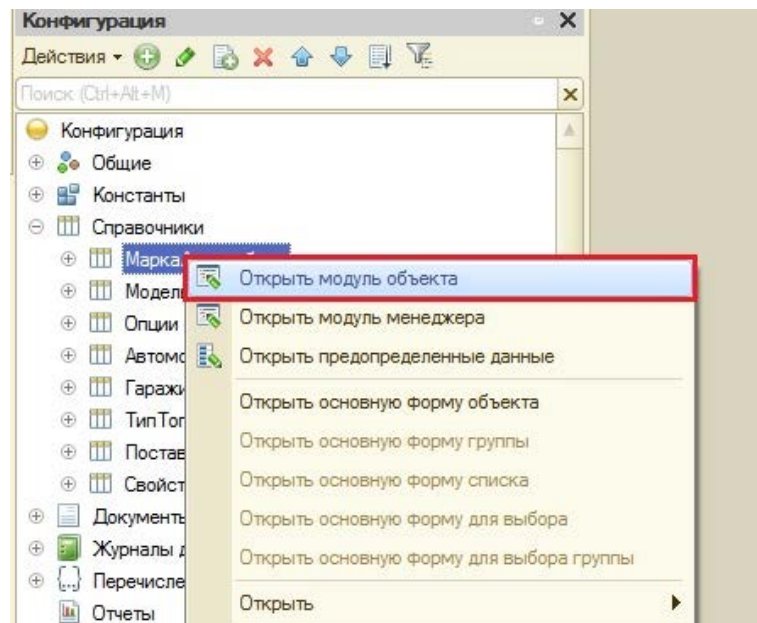 Конфигурация
Действия
Поиск (Ctrl+Alt+M)
Конфигурация
Общие
Константы
Справочники
Марка
Открыть модуль объекта
Модел
Открыть модуль менеджера
Опции
Открыть предопределенные данные
Автомо
Гаражи
Открыть основную форму объекта
ТипТоп
Открыть основную форму группы
Постав
Открыть основную форму списка
Свойст
Документы
Открыть основную форму для выбора
Журналы д
Открыть основную форму для выбора группы
Перечисле
Открыть
Отчеты